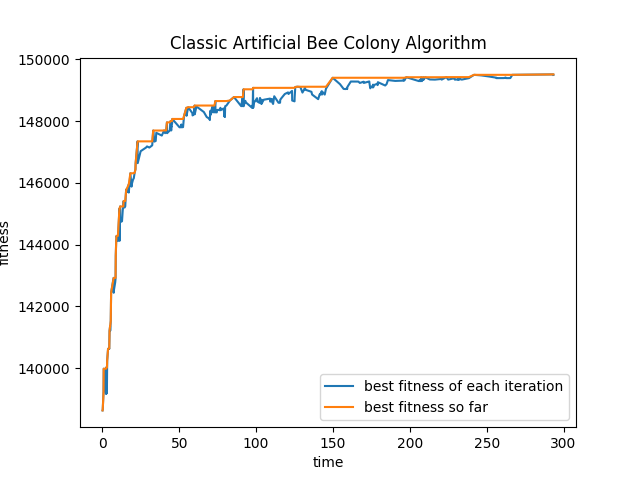 Classic Artificial Bee Colony Algorithm
150000
148000
146000
144000
142000
140000
fitness
0 50 100 150 200 250 300
time
best fitness of each iteration
best fitness so far